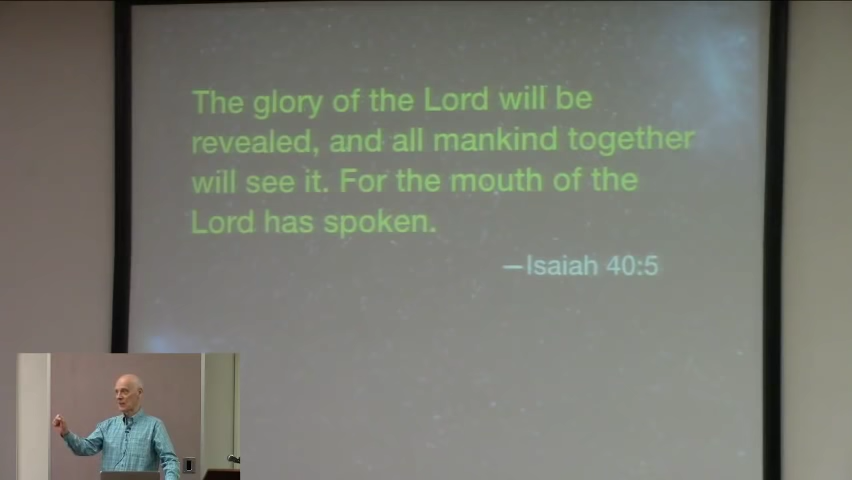 The glory of the Lord will be
revealed, and all mankind together
will see it. For the mouth of the
Lord has spoken.
—Isaiah 40:5